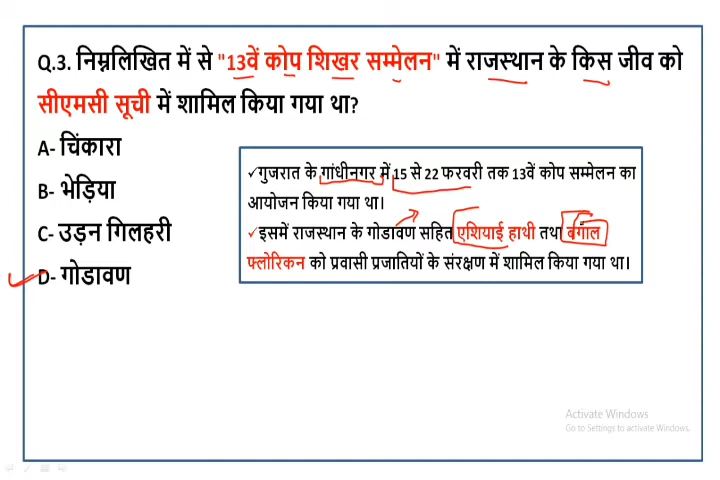 Q.3. निम्नलिखित में से "13वें कोप शिखर सम्मेलन" में राजस्थान के किस जीव को
सीएमसी सूची में शामिल किया गया था?
A- चिंकारा
B- भेड़िया
C- उड़न गिलहरी
D- गोडावण
✓गुजरात के गांधीनगर में 15 से 22 फरवरी तक 13वें कोप सम्मेलन का
आयोजन किया गया था।
✓इसमें राजस्थान के गोडावण सहित एशियाई हाथी तथा बंगाल
फ्लोरिकन को प्रवासी प्रजातियों के संरक्षण में शामिल किया गया था।
Activate Windows
Go to Settings to activate Windows.